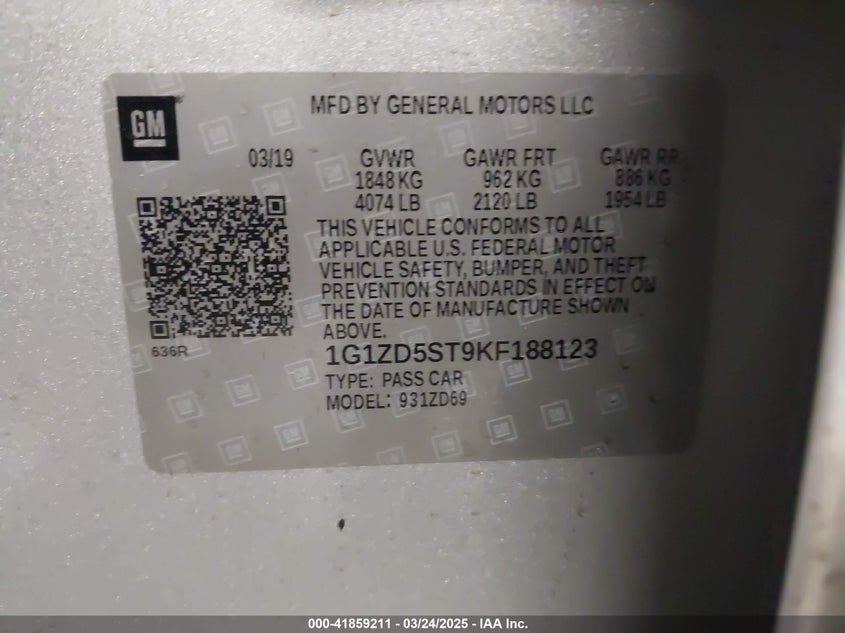 GM
MFD BY GENERAL MOTORS LLC
03/19 GVWR GAWR FRT GAWR RR
1848 KG 962 KG 886 KG
4074 LB 2120 LB 1954 LB
THIS VEHICLE CONFORMS TO ALL
APPLICABLE U.S. FEDERAL MOTOR
VEHICLE SAFETY, BUMPER, AND THEFT
PREVENTION STANDARDS IN EFFECT ON
THE DATE OF MANUFACTURE SHOWN
ABOVE.
636R
1G1ZD5ST9KF188123
TYPE: PASS CAR
MODEL: 931ZD69
000-41859211 - 03/24/2025 - IAA Inc.